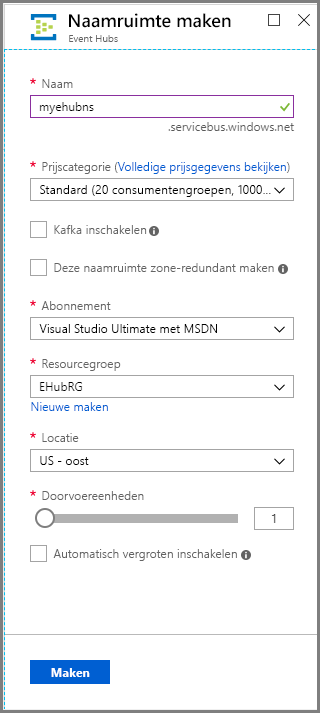 Naamruimte maken
Event Hubs
* Naam
myehubns
.servicebus.windows.net
* Prijscategorie (Volledige prijsgegevens bekijken)
Standard (20 consumentengroepen, 1000...
Kafka inschakelen
Deze naamruimte zone-redundant maken
* Abonnement
Visual Studio Ultimate met MSDN
* Resourcegroep
EHubRG
Nieuwe maken
* Locatie
US - oost
* Doorvoereenheden
1
Automatisch vergroten inschakelen
Maken